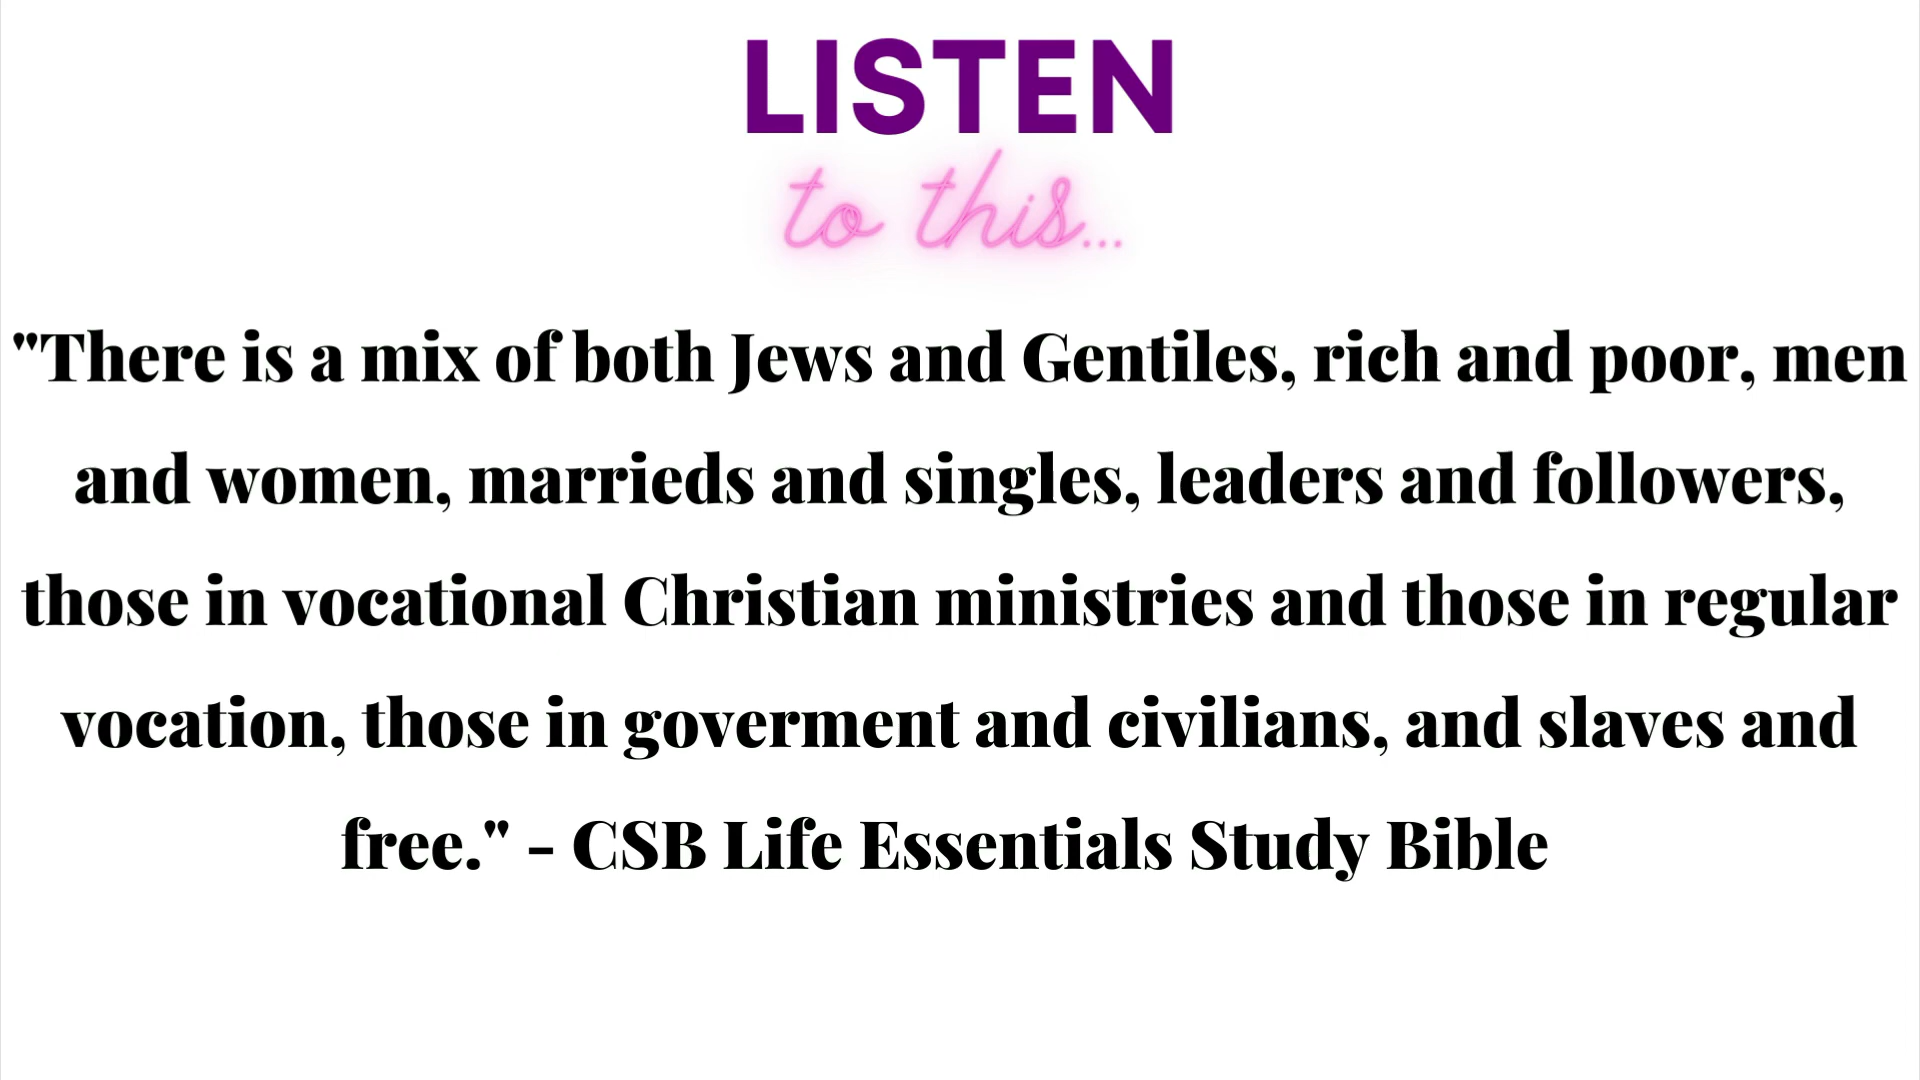 LISTEN
to this...
"There is a mix of both Jews and Gentiles, rich and poor, men
and women, marrieds and singles, leaders and followers,
those in vocational Christian ministries and those in regular
vocation, those in goverment and civilians, and slaves and
free." - CSB Life Essentials Study Bible